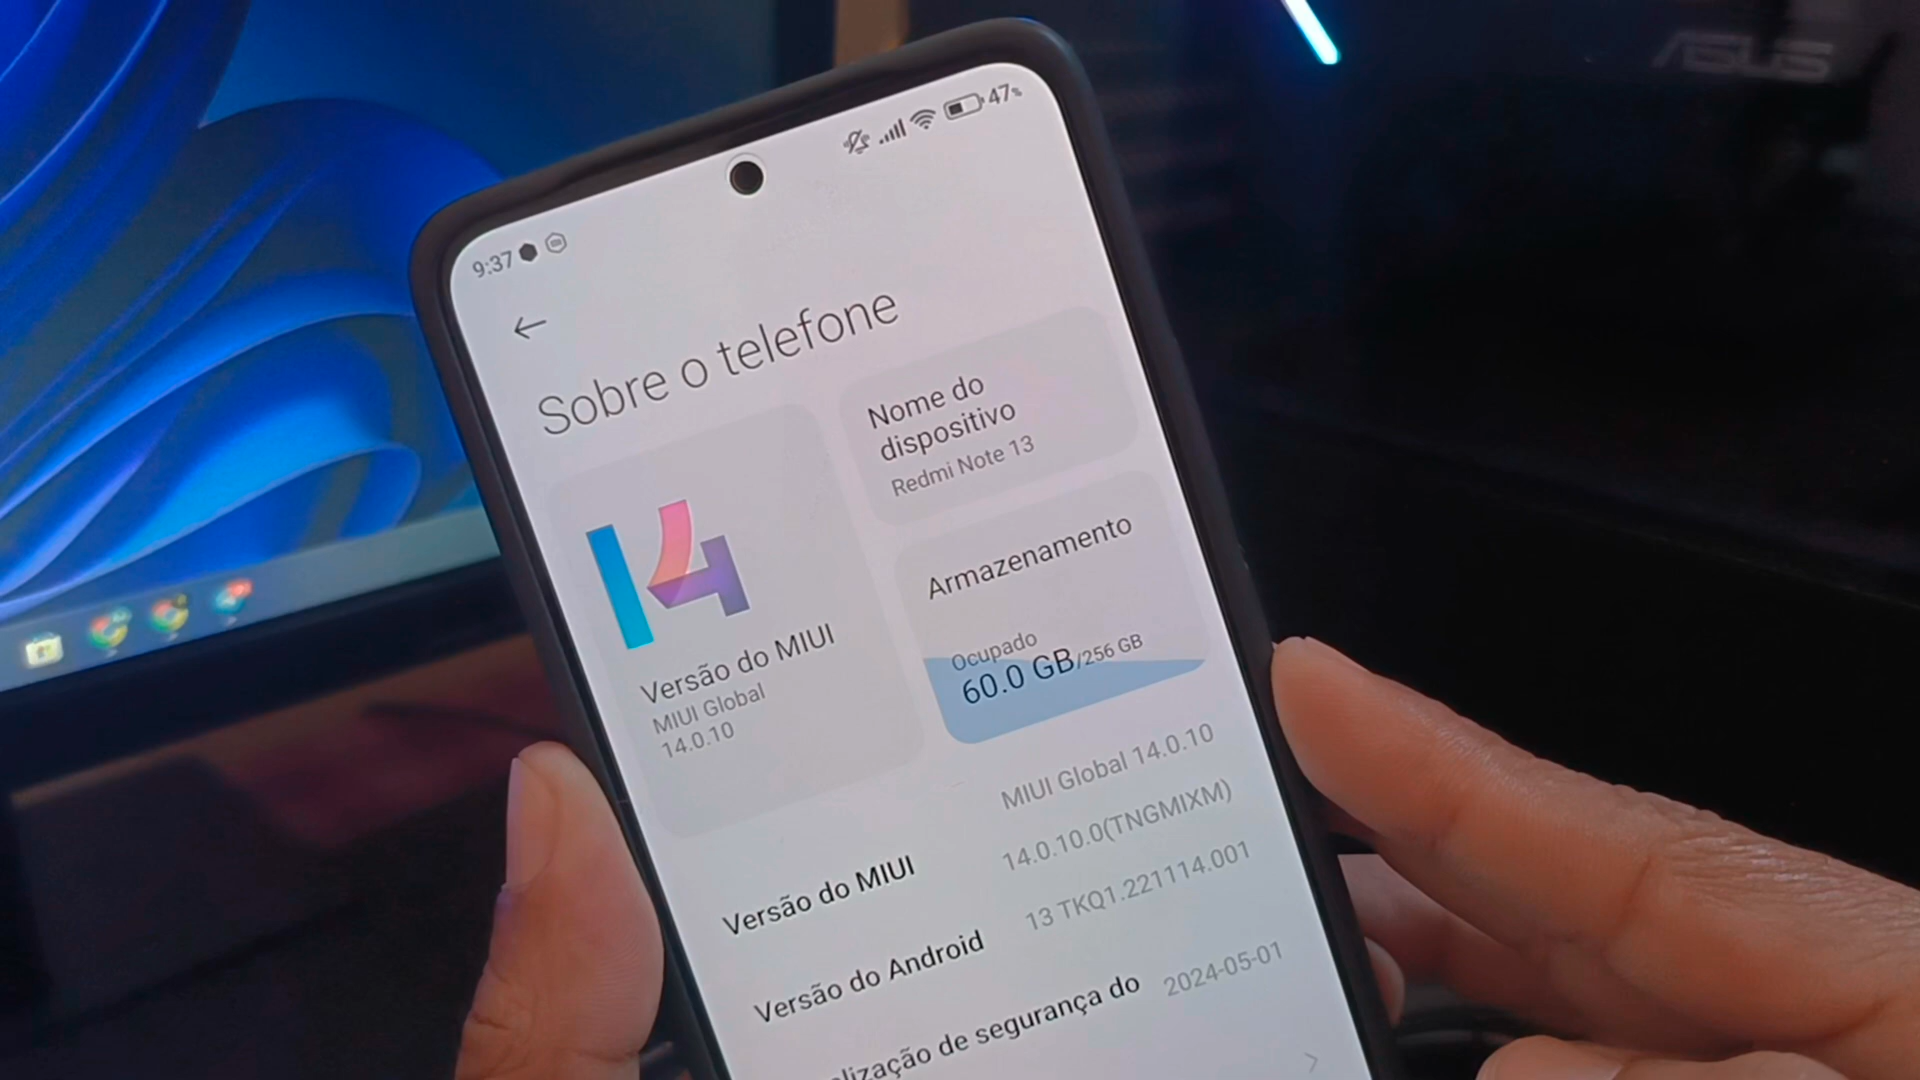 ASUS
9:37
47%
Sobre o telefone
Nome do
dispositivo
Redmi Note 13
14
Versão do MIUI
MIUI Global
14.0.10
Armazenamento
Ocupado
60.0 GB/256 GB
Versão do MIUI
MIUI Global 14.0.10
14.0.10.0(TNGMIXM)
Versão do Android
13 TKQ1.221114.001
lização de segurança do
2024-05-01